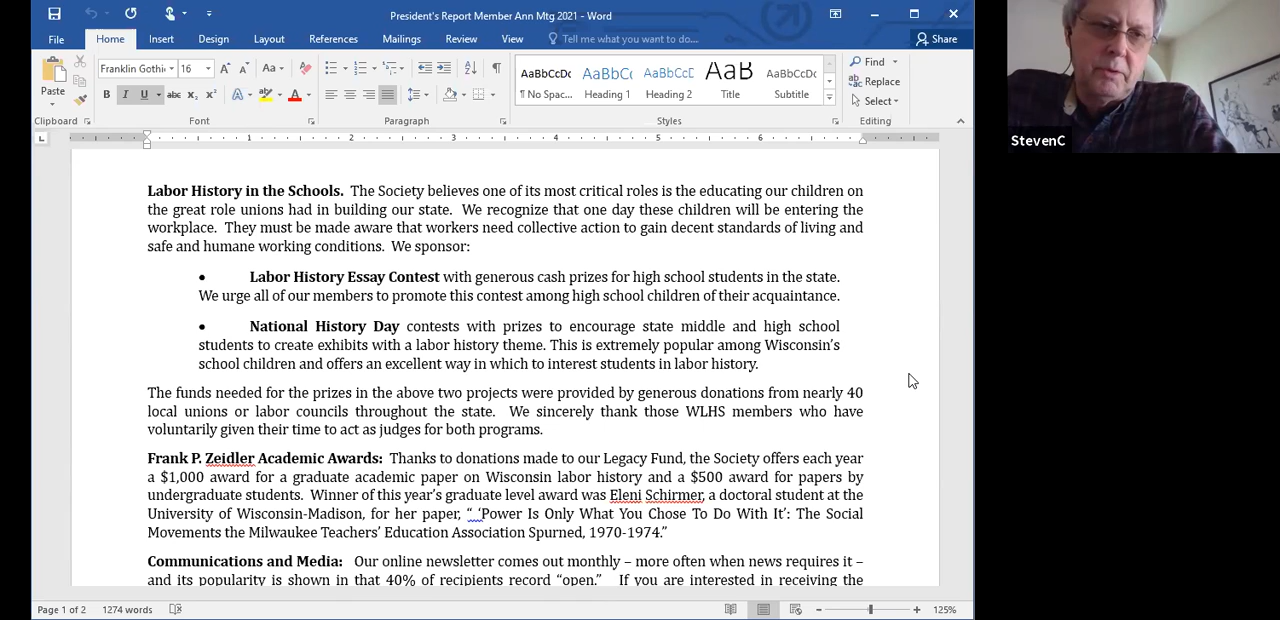 President's Report Member Ann Mtg 2021 - Word
File Home Insert Design Layout References Mailings Review View Tell me what you want to do... Share
Paste
Franklin Gothi 16
Aa
B I U abc x₂ x² A A
AaBbCcDc AaBbCc AaBbCcD AaB AaBbCcDc
¶ No Spac... Heading 1 Heading 2 Title Subtitle
Find
Replace
Select
Clipboard Font Paragraph Styles Editing
1 2 3 4 5 6
Labor History in the Schools. The Society believes one of its most critical roles is the educating our children on
the great role unions had in building our state. We recognize that one day these children will be entering the
workplace. They must be made aware that workers need collective action to gain decent standards of living and
safe and humane working conditions. We sponsor:
• Labor History Essay Contest with generous cash prizes for high school students in the state.
We urge all of our members to promote this contest among high school children of their acquaintance.
• National History Day contests with prizes to encourage state middle and high school
students to create exhibits with a labor history theme. This is extremely popular among Wisconsin's
school children and offers an excellent way in which to interest students in labor history.
The funds needed for the prizes in the above two projects were provided by generous donations from nearly 40
local unions or labor councils throughout the state. We sincerely thank those WLHS members who have
voluntarily given their time to act as judges for both programs.
Frank P. Zeidler Academic Awards: Thanks to donations made to our Legacy Fund, the Society offers each year
a $1,000 award for a graduate academic paper on Wisconsin labor history and a $500 award for papers by
undergraduate students. Winner of this year's graduate level award was Eleni Schirmer, a doctoral student at the
University of Wisconsin-Madison, for her paper, “ ‘Power Is Only What You Chose To Do With It’: The Social
Movements the Milwaukee Teachers’ Education Association Spurned, 1970-1974.”
Communications and Media: Our online newsletter comes out monthly – more often when news requires it –
and its popularity is shown in that 40% of recipients record “open.” If you are interested in receiving the
Page 1 of 2 1274 words 125%
StevenC